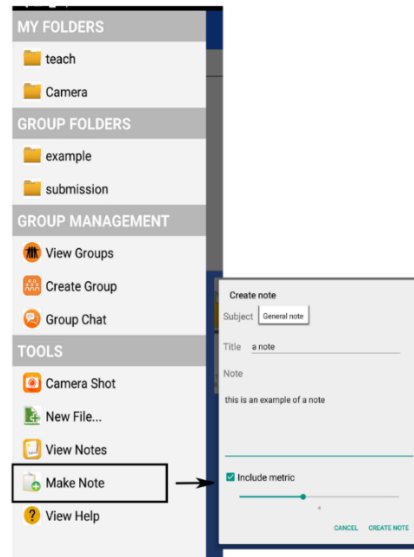 MY FOLDERS
teach
Camera
GROUP FOLDERS
example
submission
GROUP MANAGEMENT
View Groups
Create Group
Group Chat
TOOLS
Camera Shot
New File...
View Notes
Make Note
View Help
Create note
Subject General note
Title a note
Note
this is an example of a note
Include metric
CANCEL CREATE NOTE